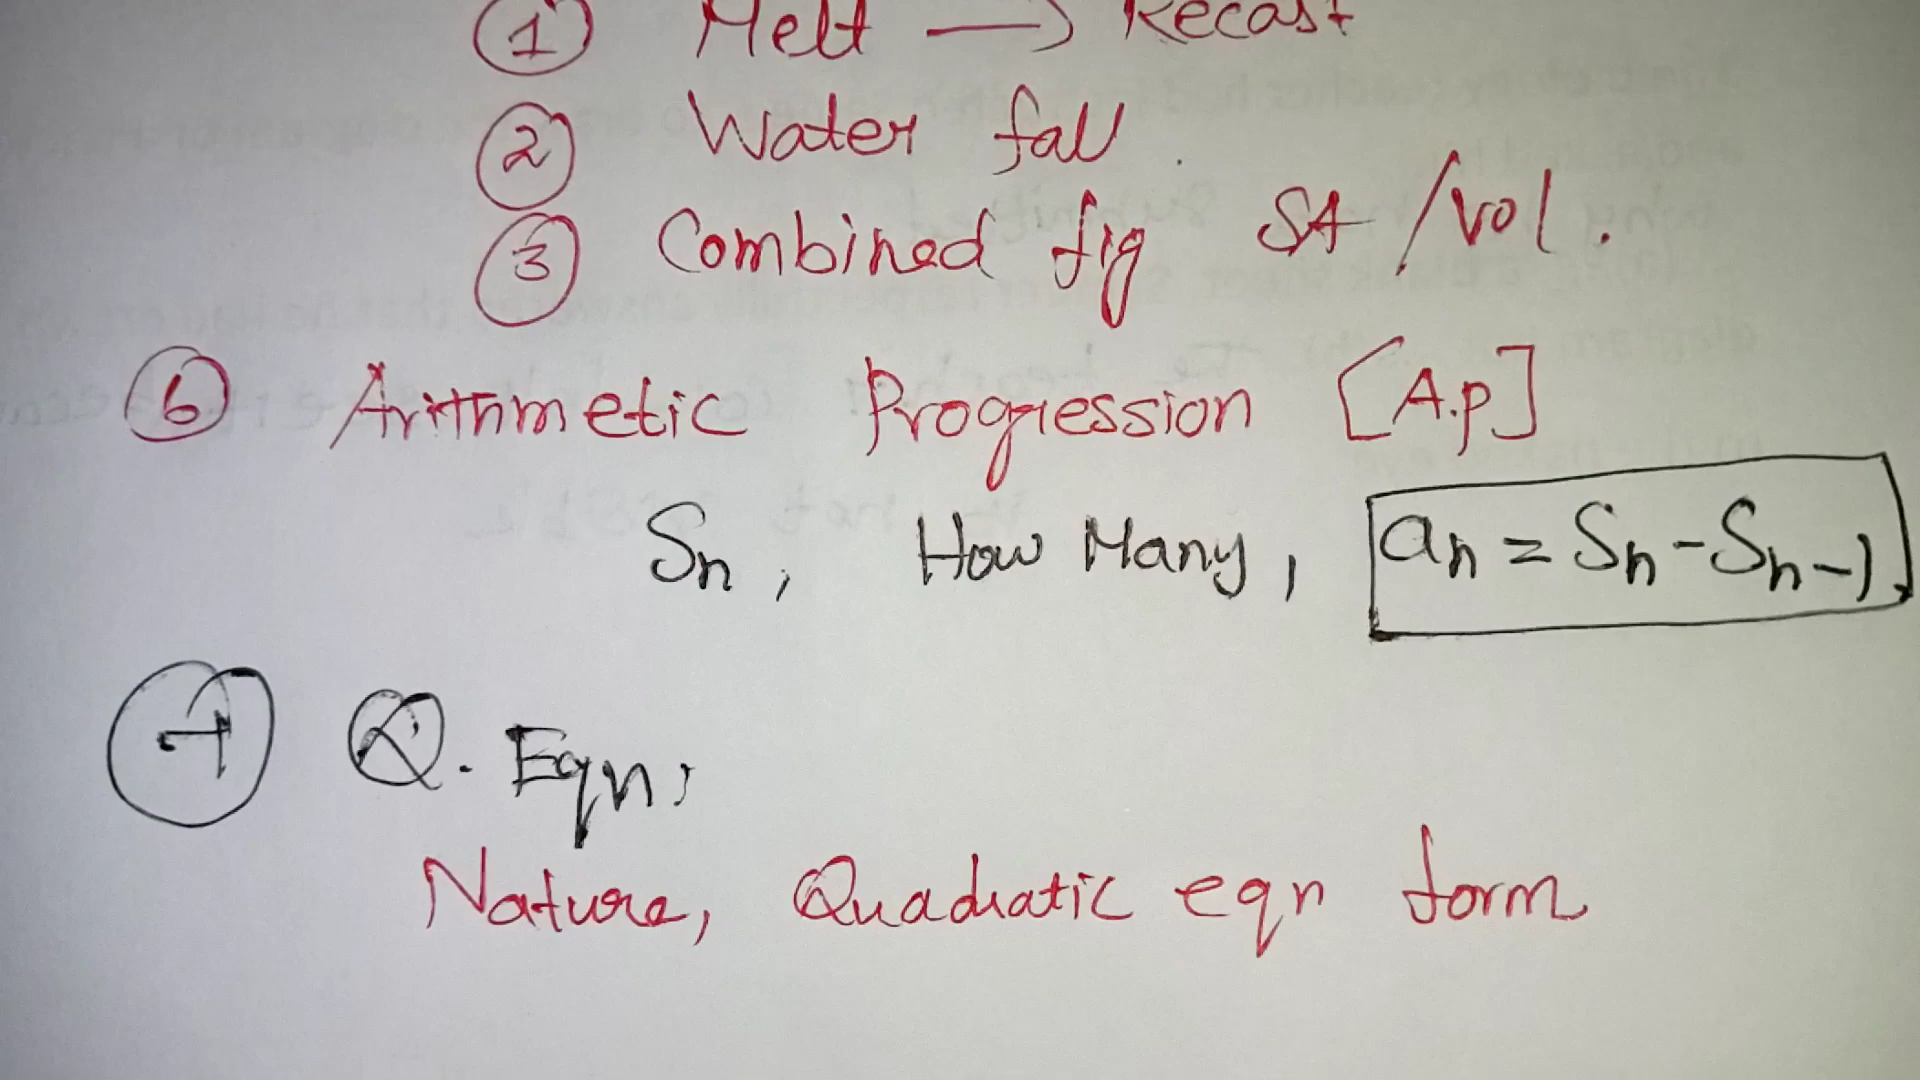 ① Melt → Recast
② Water fall
③ Combined fig SA/Vol.
⑥ Arithmetic Progression [A.P]
Sn, How Many, an = Sn - Sn-1
⑦ Q. Eqn,
Nature, Quadratic eqn form